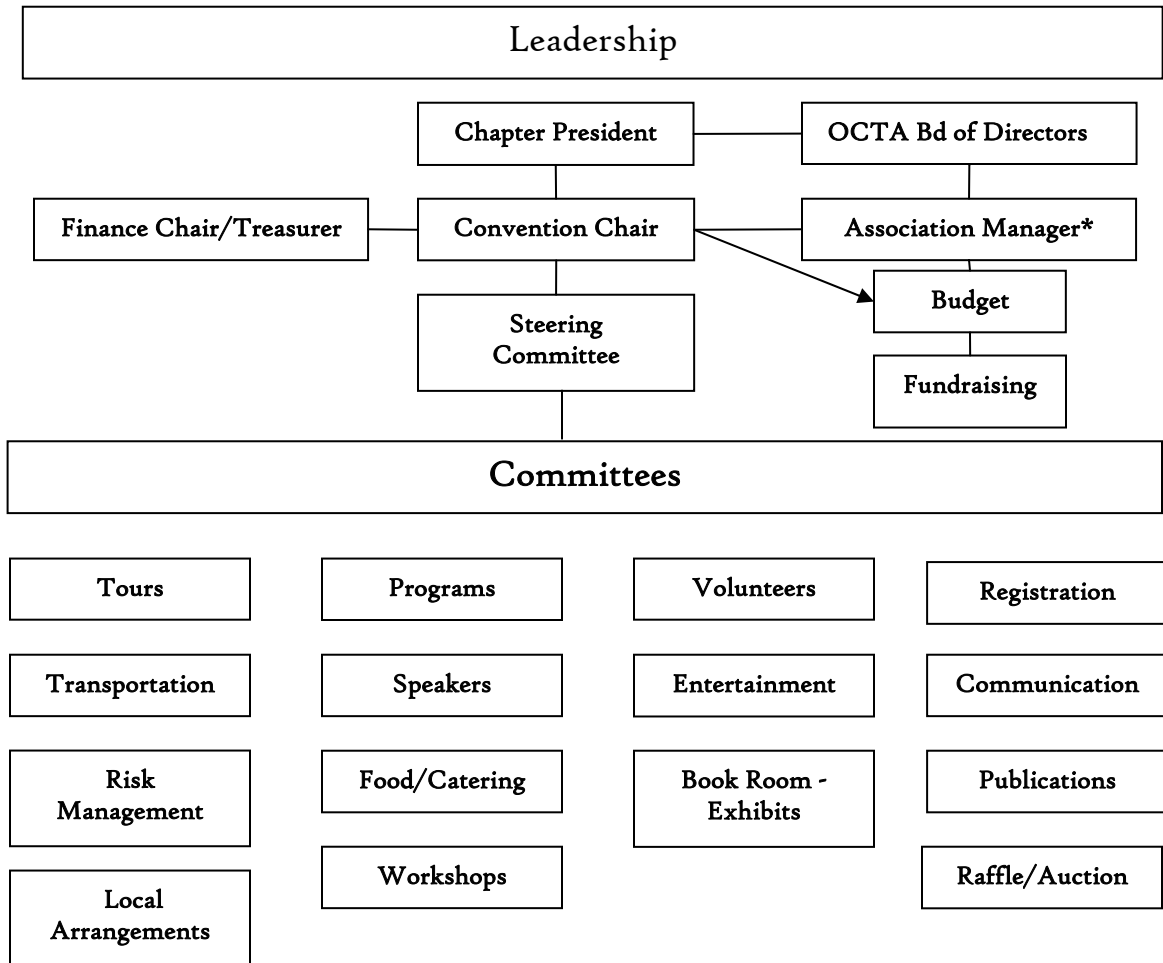 Leadership
Chapter President
OCTA Bd of Directors
Finance Chair/Treasurer
Convention Chair
Association Manager*
Budget
Steering
Committee
Fundraising
Committees
Tours
Programs
Volunteers
Registration
Transportation
Speakers
Entertainment
Communication
Risk
Management
Food/Catering
Book Room -
Exhibits
Publications
Workshops
Raffle/Auction
Local
Arrangements